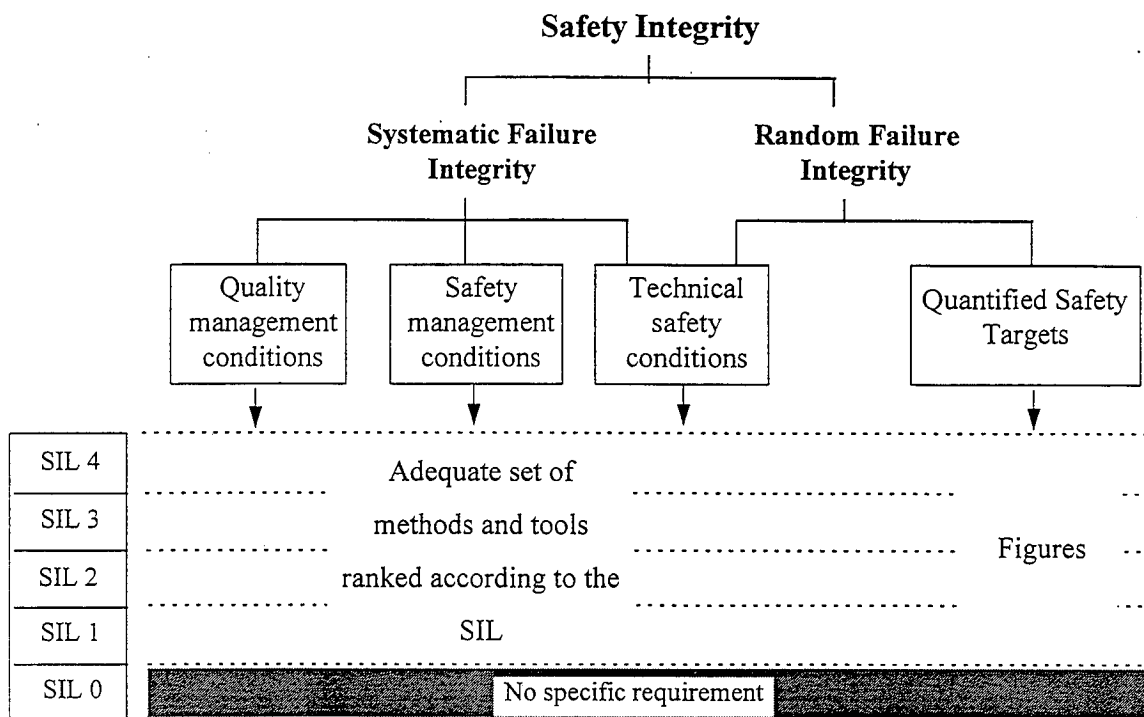 Safety Integrity
Systematic Failure
Integrity
Random Failure
Integrity
Quality
management
conditions
Safety
management
conditions
Technical
safety
conditions
Quantified Safety
Targets
SIL 4
SIL 3
SIL 2
SIL 1
SIL 0
Adequate set of
methods and tools
ranked according to the
SIL
Figures
No specific requirement